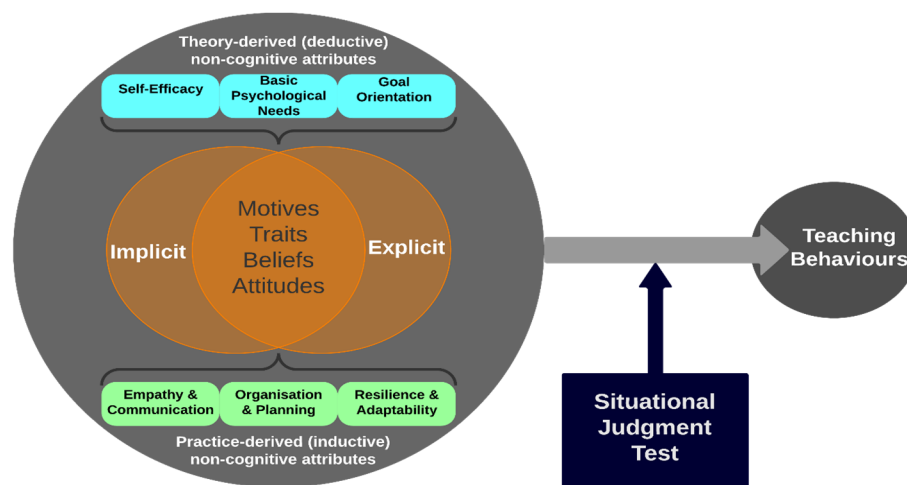 Theory-derived (deductive)
non-cognitive attributes
Self-Efficacy
Basic
Psychological
Needs
Goal
Orientation
Motives
Traits
Beliefs
Attitudes
Implicit
Explicit
Teaching
Behaviours
Empathy &
Communication
Organisation
& Planning
Resilience &
Adaptability
Practice-derived (inductive)
non-cognitive attributes
Situational
Judgment
Test